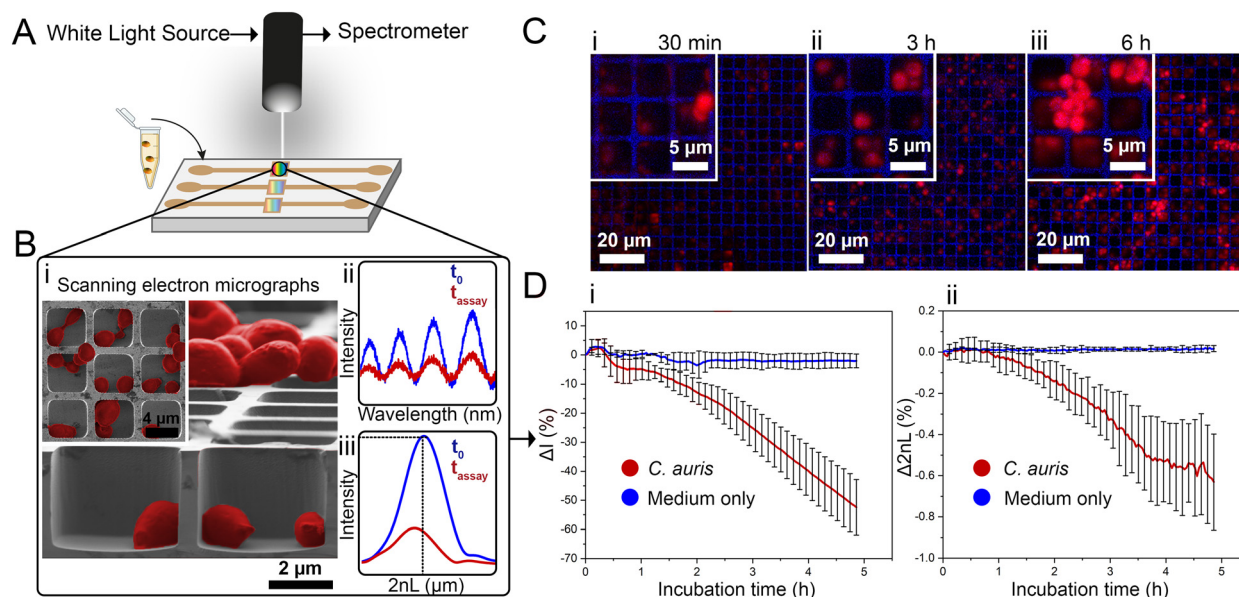 A
White Light Source
Spectrometer
B
i
Scanning electron micrographs
4 µm
2 µm
ii
t0
tassay
Intensity
Wavelength (nm)
iii
t0
tassay
Intensity
2nL (µm)
C
i
30 min
5 µm
20 µm
ii
3 h
5 µm
20 µm
iii
6 h
5 µm
20 µm
D
i
ΔI (%)
10
0
-10
-20
-30
-40
-50
-60
-70
C. auris
Medium only
0 1 2 3 4 5
Incubation time (h)
ii
Δ2nL (%)
0.2
0.0
-0.2
-0.4
-0.6
-0.8
-1.0
C. auris
Medium only
0 1 2 3 4 5
Incubation time (h)